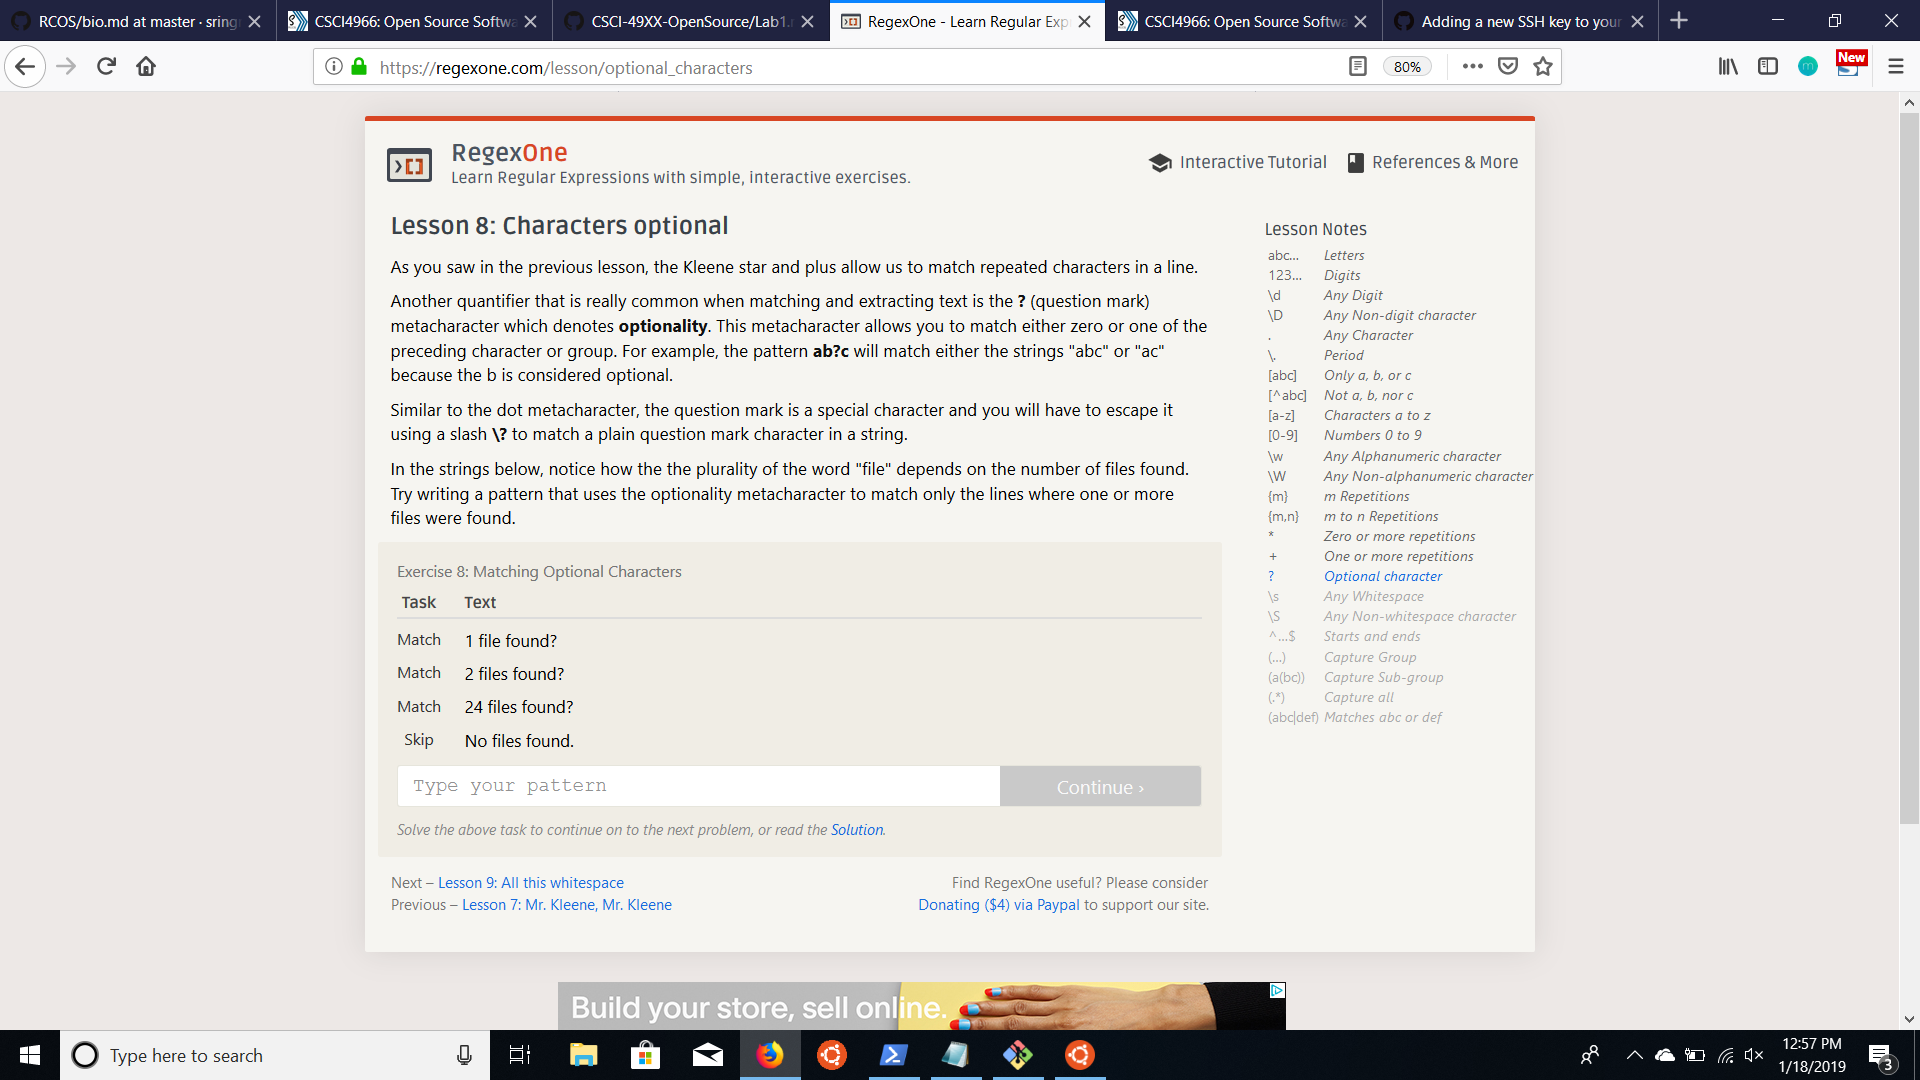 RCOS/bio.md at master · sring
CSCI4966: Open Source Softwa
CSCI-49XX-OpenSource/Lab1.
RegexOne - Learn Regular Exp
CSCI4966: Open Source Softwa
Adding a new SSH key to your
https://regexone.com/lesson/optional_characters
80%
New
RegexOne
Learn Regular Expressions with simple, interactive exercises.
Interactive Tutorial
References & More
Lesson 8: Characters optional
As you saw in the previous lesson, the Kleene star and plus allow us to match repeated characters in a line.
Another quantifier that is really common when matching and extracting text is the ? (question mark)
metacharacter which denotes optionality. This metacharacter allows you to match either zero or one of the
preceding character or group. For example, the pattern ab?c will match either the strings "abc" or "ac"
because the b is considered optional.
Similar to the dot metacharacter, the question mark is a special character and you will have to escape it
using a slash \? to match a plain question mark character in a string.
In the strings below, notice how the the plurality of the word "file" depends on the number of files found.
Try writing a pattern that uses the optionality metacharacter to match only the lines where one or more
files were found.
Exercise 8: Matching Optional Characters
Task Text
Match 1 file found?
Match 2 files found?
Match 24 files found?
Skip No files found.
Type your pattern
Continue ›
Solve the above task to continue on to the next problem, or read the Solution.
Next – Lesson 9: All this whitespace
Previous – Lesson 7: Mr. Kleene, Mr. Kleene
Find RegexOne useful? Please consider
Donating ($4) via Paypal to support our site.
Lesson Notes
abc... Letters
123... Digits
\d Any Digit
\D Any Non-digit character
. Any Character
\. Period
[abc] Only a, b, or c
[^abc] Not a, b, nor c
[a-z] Characters a to z
[0-9] Numbers 0 to 9
\w Any Alphanumeric character
\W Any Non-alphanumeric character
{m} m Repetitions
{m,n} m to n Repetitions
* Zero or more repetitions
+ One or more repetitions
? Optional character
\s Any Whitespace
\S Any Non-whitespace character
^...$ Starts and ends
(...) Capture Group
(a(bc)) Capture Sub-group
(.*) Capture all
(abc|def) Matches abc or def
Build your store, sell online.
Type here to search
12:57 PM
1/18/2019
3